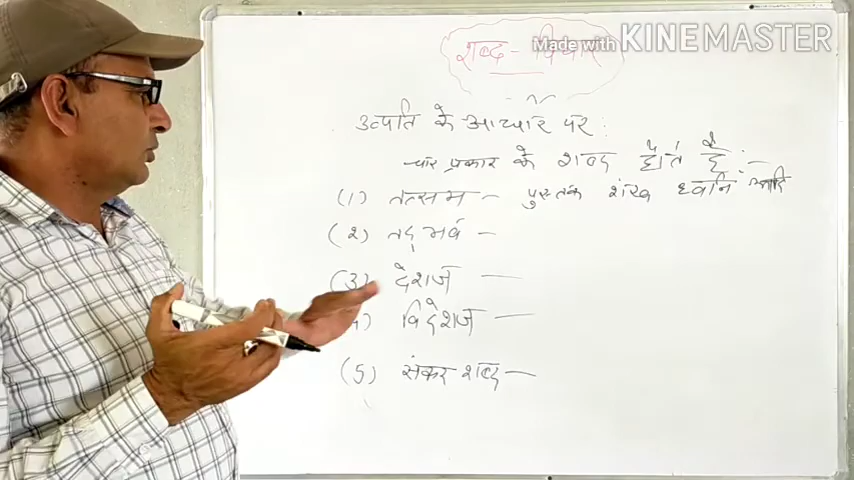 शब्द - विचार
Made with KINEMASTER
उत्पति के आधार पर :
चार प्रकार के शब्द होते है :-
(1) तत्सम - पुस्तक शंख ध्वनि आदि
(2) तद्भव -
(3) देशज -
(4) विदेशज -
(5) संकर शब्द -